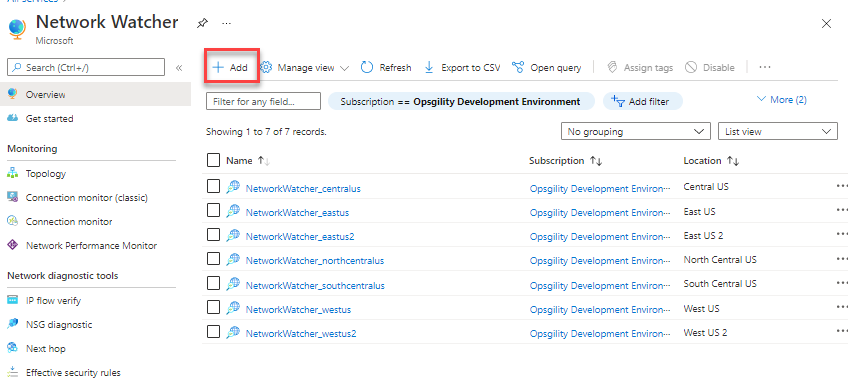 All services >
Network Watcher
Microsoft
Search (Ctrl+/)
Overview
Get started
Monitoring
Topology
Connection monitor (classic)
Connection monitor
Network Performance Monitor
Network diagnostic tools
IP flow verify
NSG diagnostic
Next hop
Effective security rules
Add
Manage view
Refresh
Export to CSV
Open query
Assign tags
Disable
Filter for any field...
Subscription == Opsgility Development Environment
Add filter
More (2)
Showing 1 to 7 of 7 records.
No grouping
List view
Name Subscription Location
NetworkWatcher_centralus Opsgility Development Environ... Central US
NetworkWatcher_eastus Opsgility Development Environ... East US
NetworkWatcher_eastus2 Opsgility Development Environ... East US 2
NetworkWatcher_northcentralus Opsgility Development Environ... North Central US
NetworkWatcher_southcentralus Opsgility Development Environ... South Central US
NetworkWatcher_westus Opsgility Development Environ... West US
NetworkWatcher_westus2 Opsgility Development Environ... West US 2